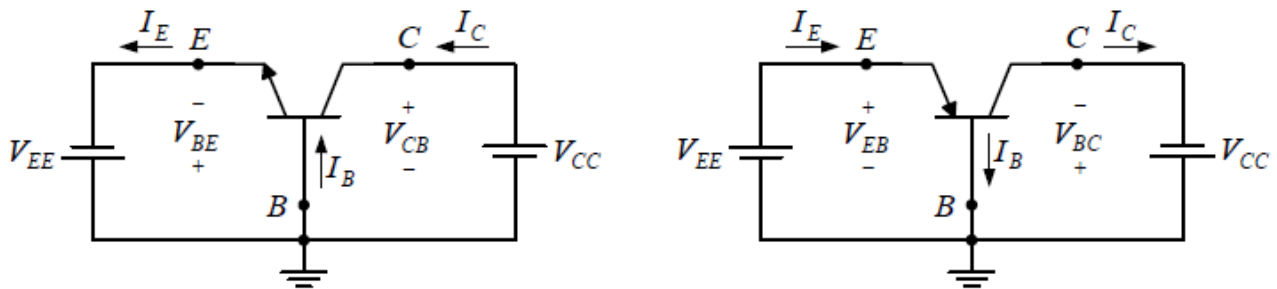 I_E E C I_C I_E E C I_C
− + + −
V_EE V_BE V_CB V_CC V_EE V_EB V_BC V_CC
+ − − +
I_B I_B
B B